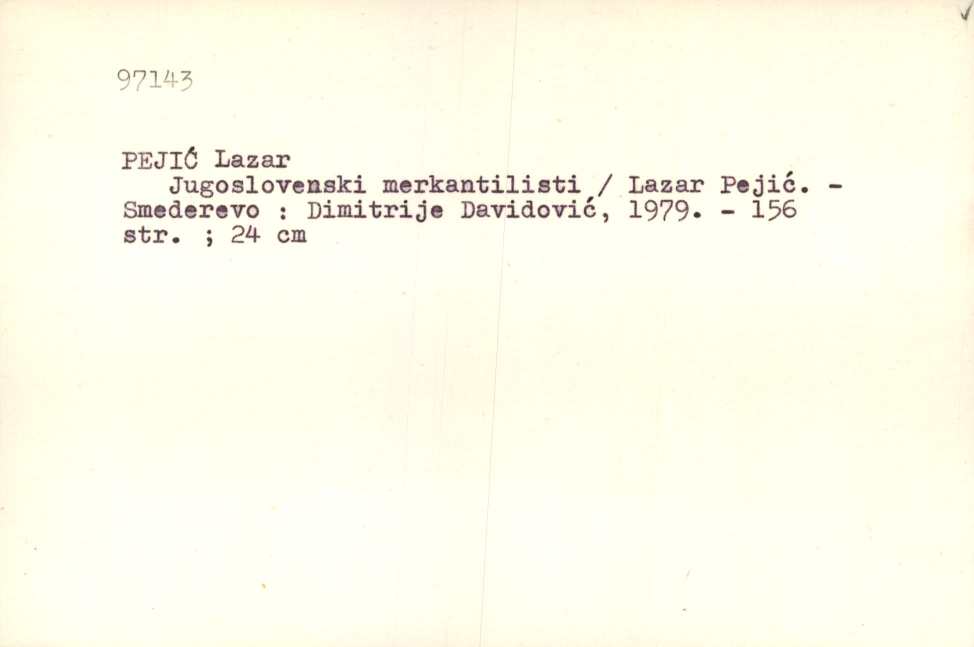 97143
PEJIĆ Lazar
Jugoslovenski merkantilisti / Lazar Pejić. -
Smederevo : Dimitrije Davidović, 1979. - 156
str. ; 24 cm